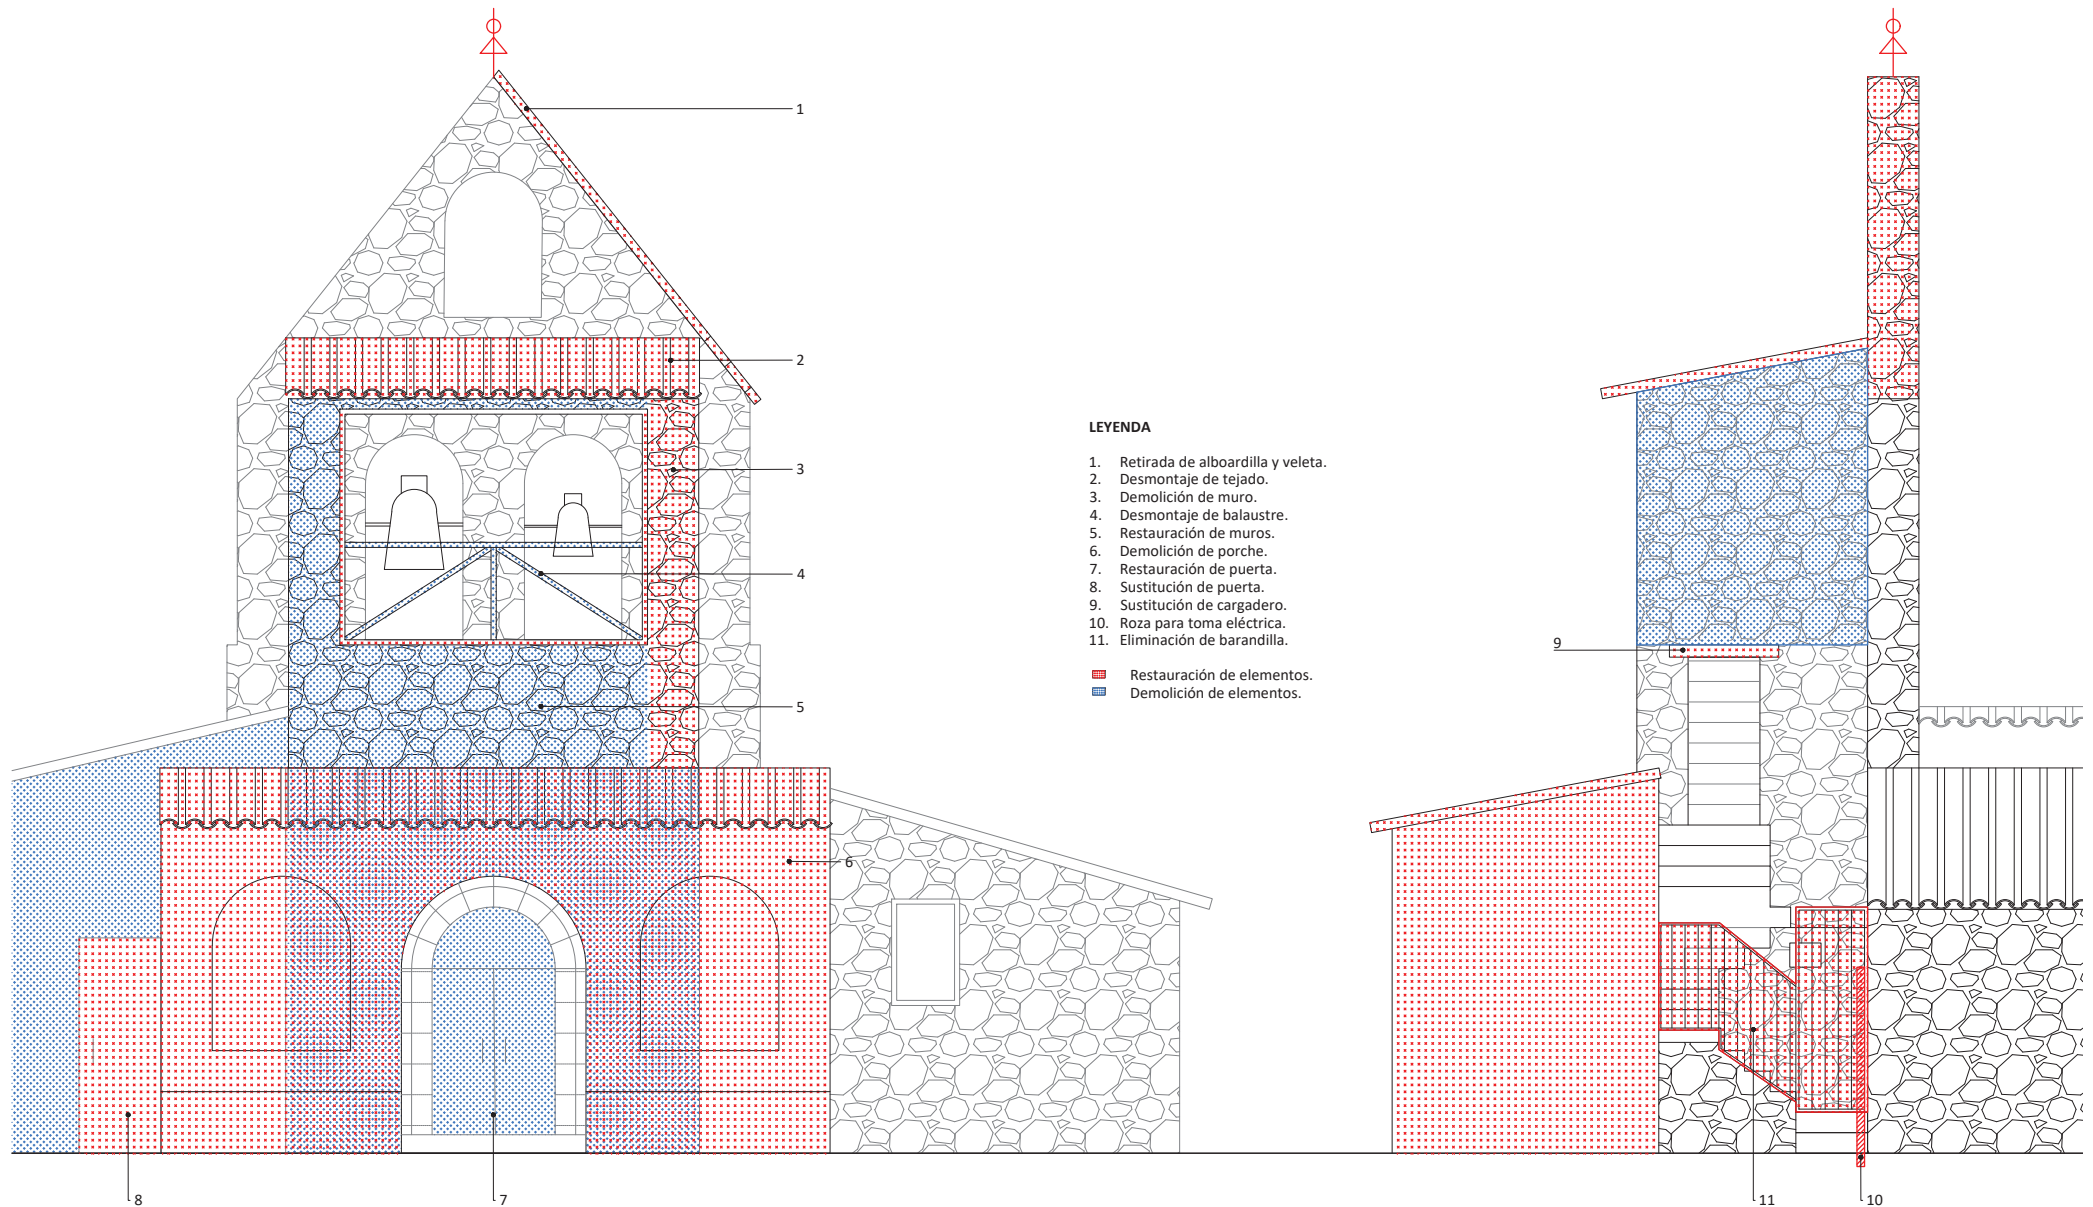 1
2
3
4
5
6
7
8
LEYENDA
1. Retirada de alboardilla y veleta.
2. Desmontaje de tejado.
3. Demolición de muro.
4. Desmontaje de balaustre.
5. Restauración de muros.
6. Demolición de porche.
7. Restauración de puerta.
8. Sustitución de puerta.
9. Sustitución de cargadero.
10. Roza para toma eléctrica.
11. Eliminación de barandilla.
Restauración de elementos.
Demolición de elementos.
9
11
10